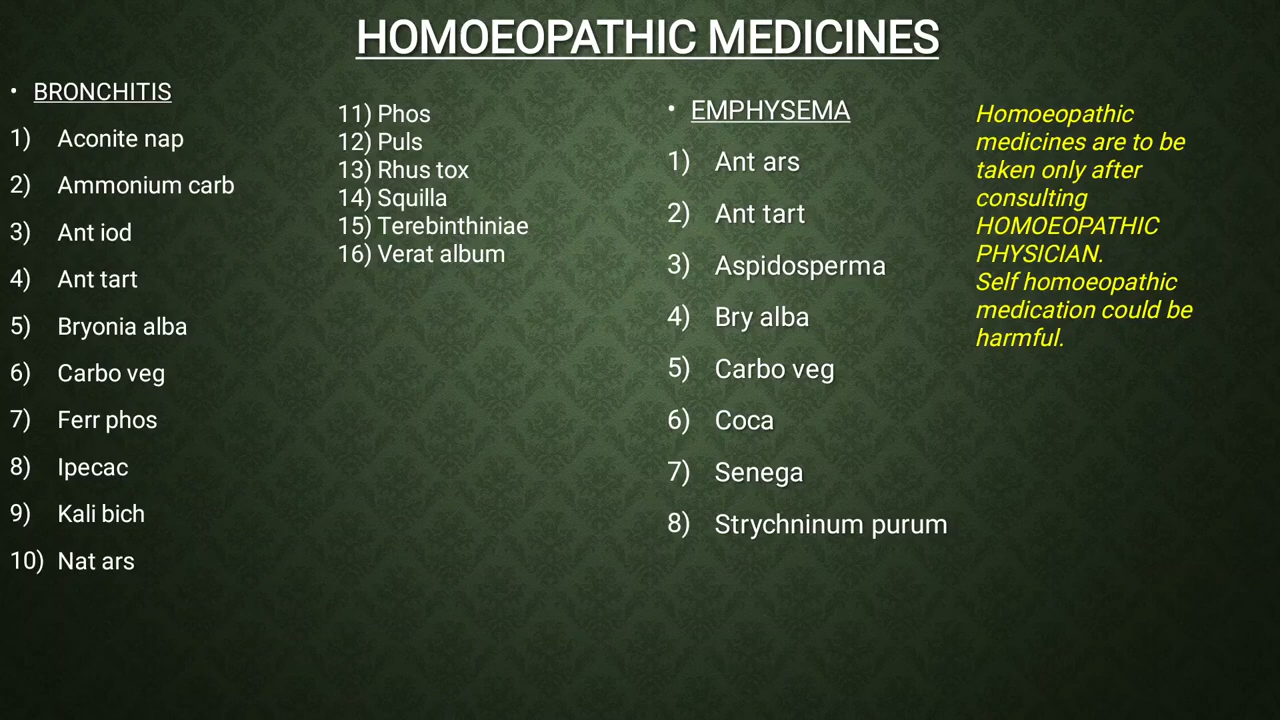 HOMOEOPATHIC MEDICINES
• BRONCHITIS
1) Aconite nap
2) Ammonium carb
3) Ant iod
4) Ant tart
5) Bryonia alba
6) Carbo veg
7) Ferr phos
8) Ipecac
9) Kali bich
10) Nat ars
11) Phos
12) Puls
13) Rhus tox
14) Squilla
15) Terebinthiniae
16) Verat album
• EMPHYSEMA
1) Ant ars
2) Ant tart
3) Aspidosperma
4) Bry alba
5) Carbo veg
6) Coca
7) Senega
8) Strychninum purum
Homoeopathic
medicines are to be
taken only after
consulting
HOMOEOPATHIC
PHYSICIAN.
Self homoeopathic
medication could be
harmful.